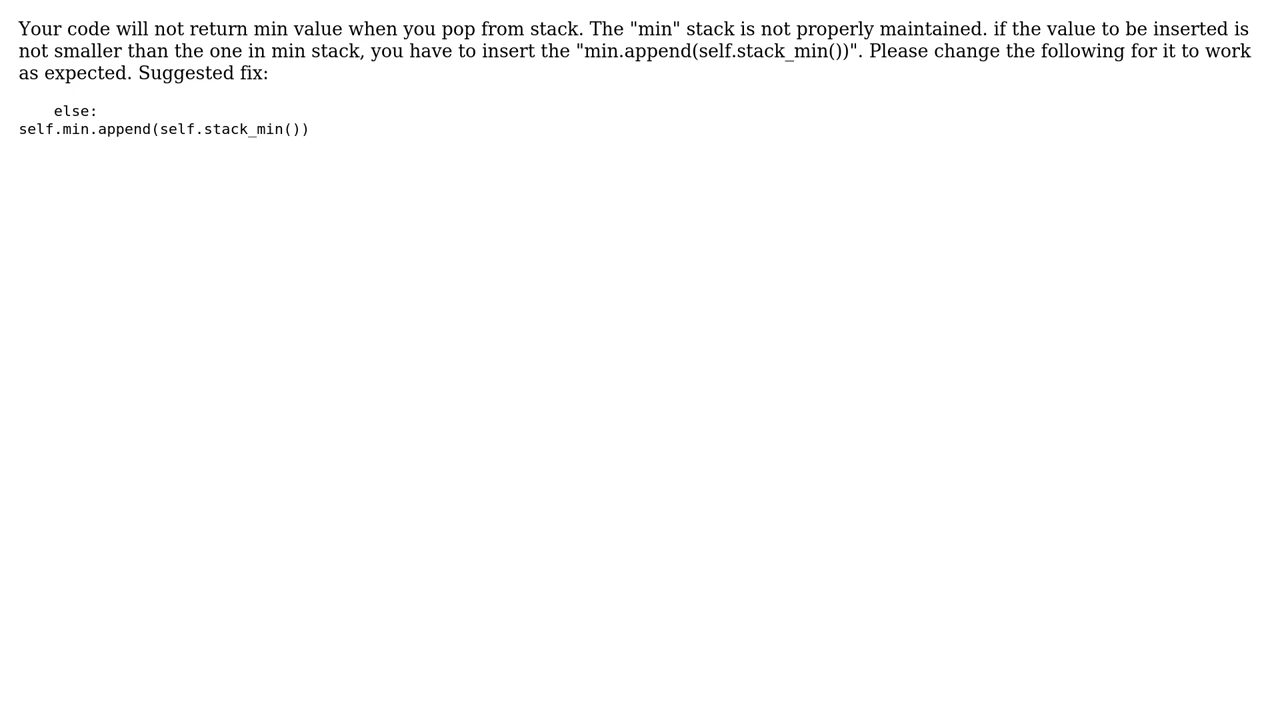 Your code will not return min value when you pop from stack. The "min" stack is not properly maintained. if the value to be inserted is
not smaller than the one in min stack, you have to insert the "min.append(self.stack_min())". Please change the following for it to work
as expected. Suggested fix:
    else:
self.min.append(self.stack_min())